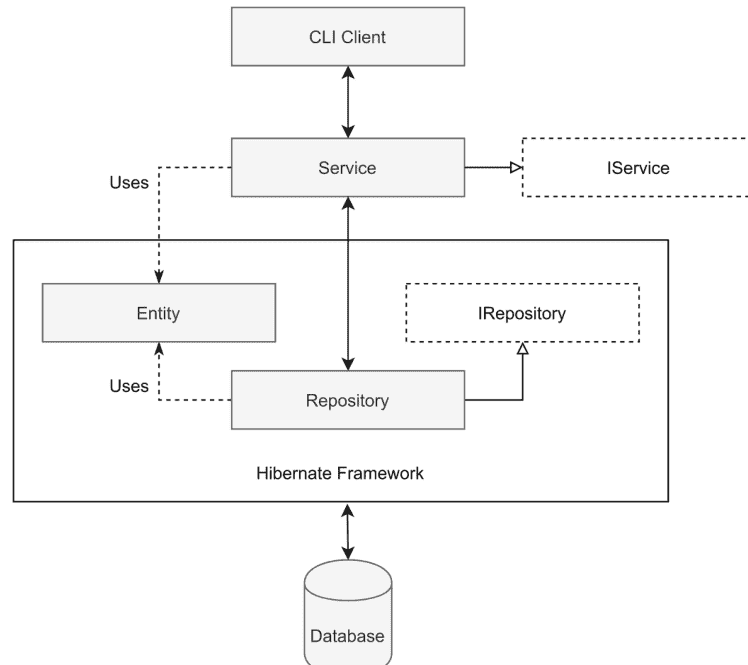 CLI Client
Service
IService
Uses
Entity
IRepository
Uses
Repository
Hibernate Framework
Database